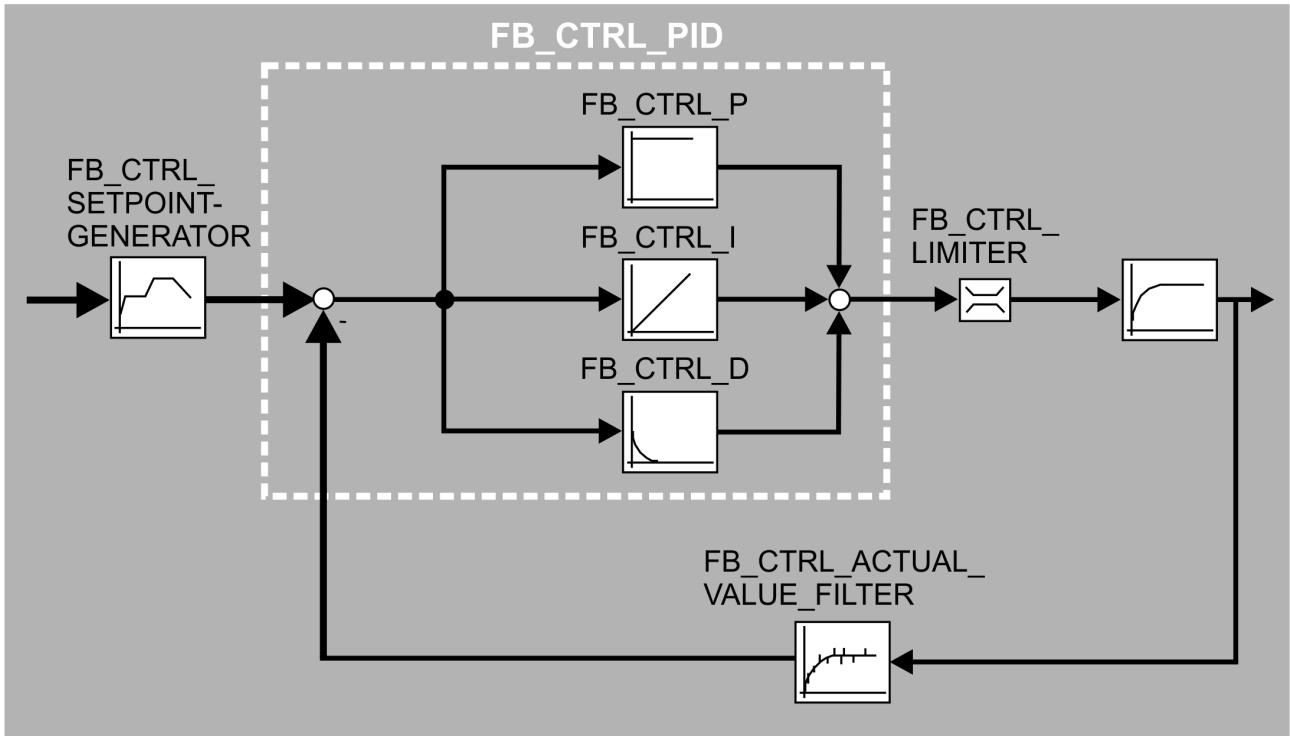 FB_CTRL_PID
FB_CTRL_P
FB_CTRL_
SETPOINT-
GENERATOR
FB_CTRL_I
FB_CTRL_
LIMITER
-
FB_CTRL_D
FB_CTRL_ACTUAL_
VALUE_FILTER